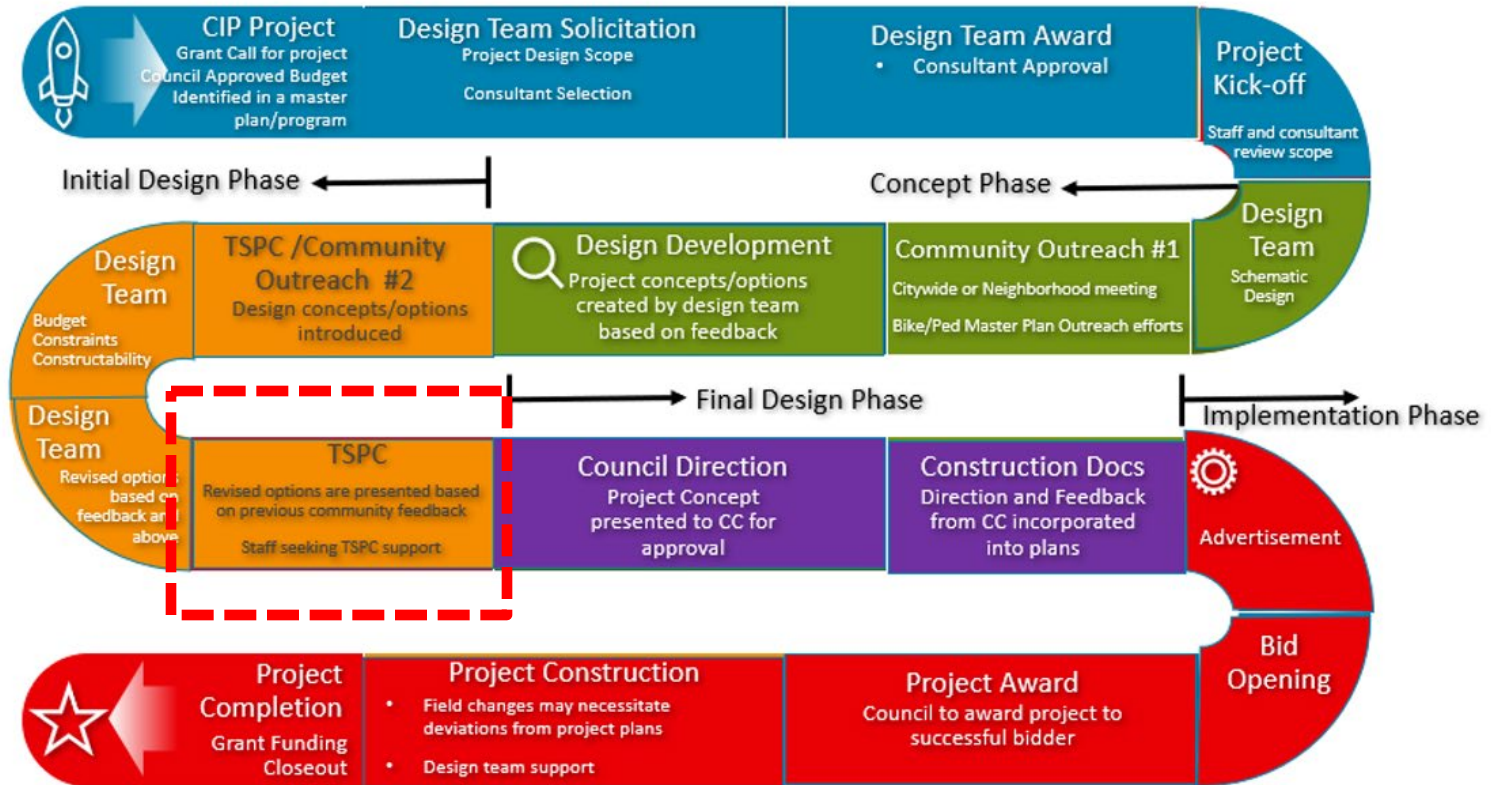 CIP Project
Grant Call for project
Council Approved Budget
Identified in a master
plan/program
Design Team Solicitation
Project Design Scope
Consultant Selection
Design Team Award
• Consultant Approval
Project
Kick-off
Staff and consultant
review scope
Initial Design Phase
Concept Phase
Design
Team
Schematic
Design
Community Outreach #1
Citywide or Neighborhood meeting
Bike/Ped Master Plan Outreach efforts
Design Development
Project concepts/options
created by design team
based on feedback
TSPC /Community
Outreach #2
Design concepts/options
introduced
Design
Team
Budget
Constraints
Constructability
Design
Team
Revised options
based on
feedback and
above
TSPC
Revised options are presented based
on previous community feedback
Staff seeking TSPC support
Final Design Phase
Council Direction
Project Concept
presented to CC for
approval
Construction Docs
Direction and Feedback
from CC incorporated
into plans
Implementation Phase
Advertisement
Bid
Opening
Project Award
Council to award project to
successful bidder
Project Construction
• Field changes may necessitate
deviations from project plans
• Design team support
Project
Completion
Grant Funding
Closeout